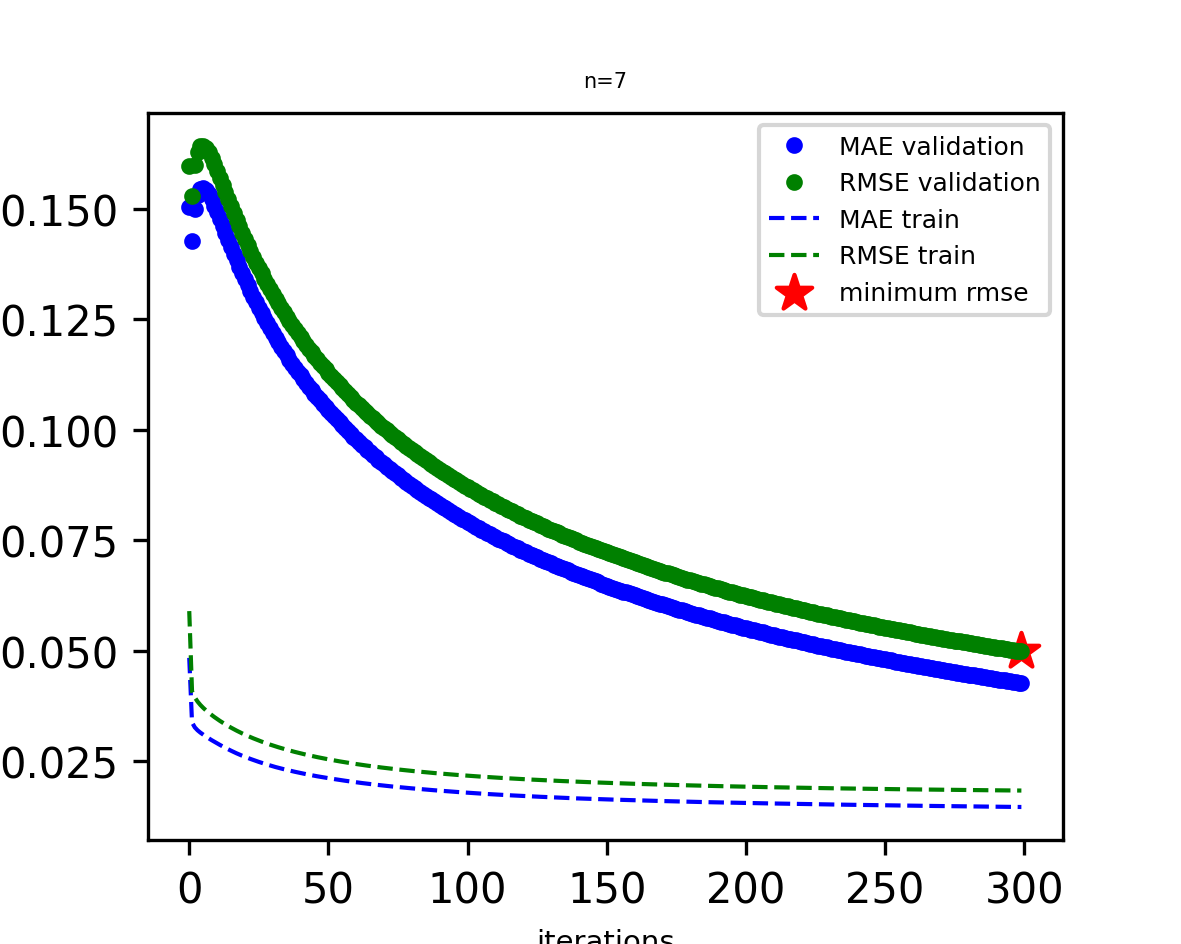 n=7
MAE validation
RMSE validation
MAE train
RMSE train
minimum rmse
0.150
0.125
0.100
0.075
0.050
0.025
0 50 100 150 200 250 300
iterations